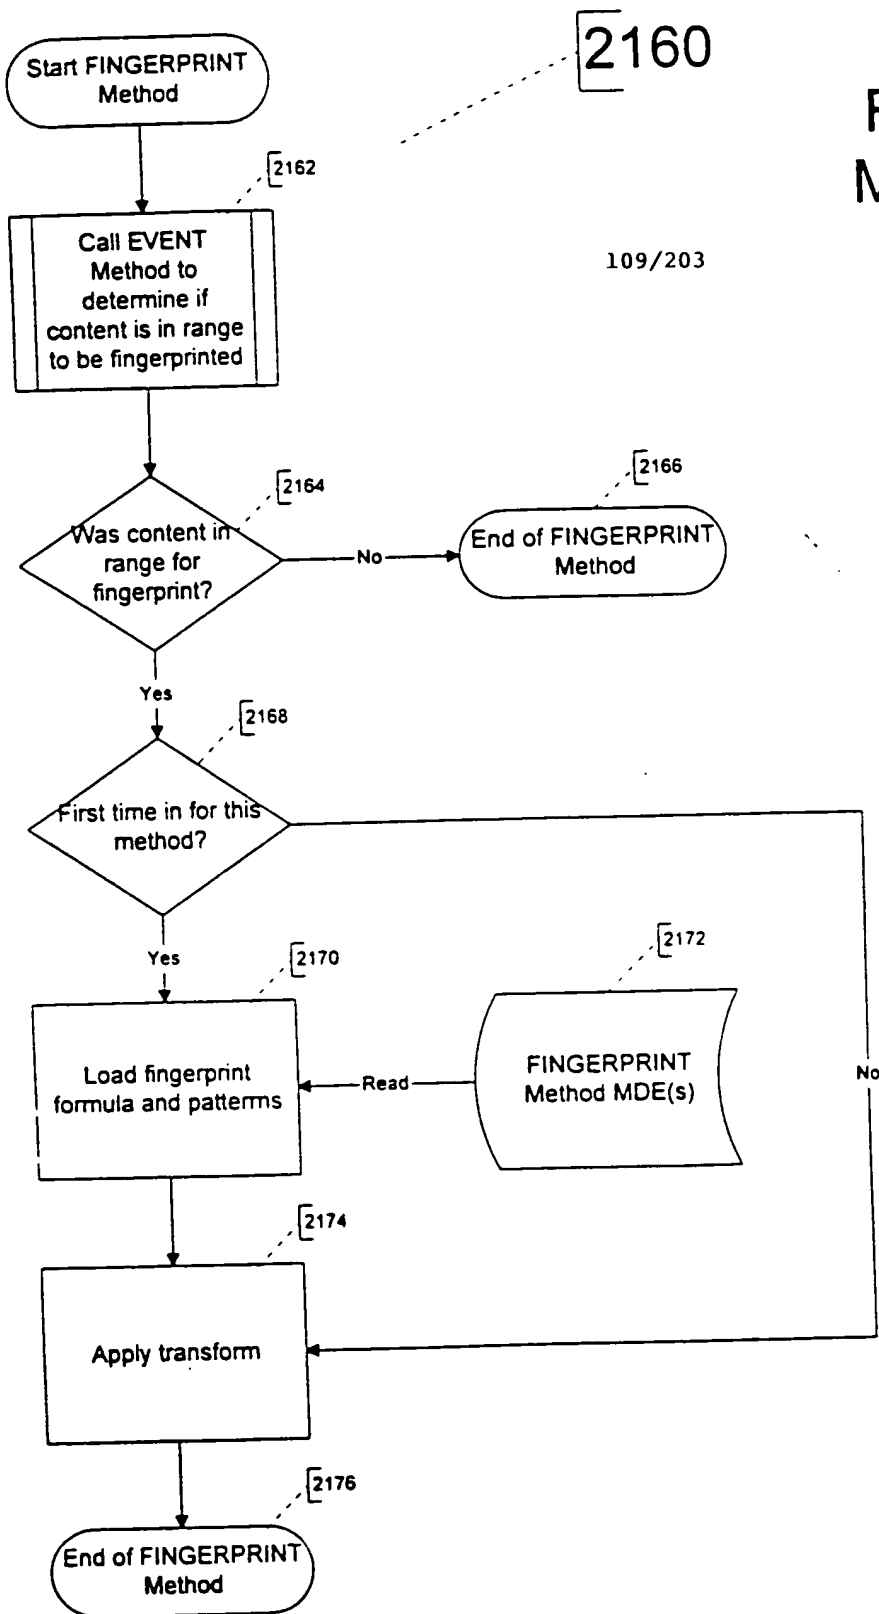 2160
Start FINGERPRINT
Method
109/203
2162
Call EVENT
Method to
determine if
content is in range
to be fingerprinted
2164
Was content in
range for
fingerprint?
No
2166
End of FINGERPRINT
Method
Yes
2168
First time in for this
method?
No
Yes
2170
Load fingerprint
formula and patterns
Read
2172
FINGERPRINT
Method MDE(s)
2174
Apply transform
2176
End of FINGERPRINT
Method